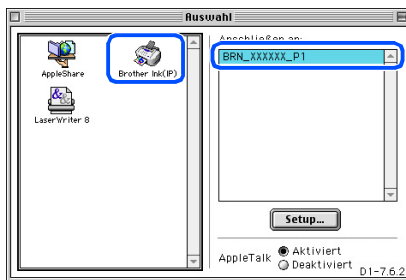 Auswahl
AppleShare
Brother Ink(IP)
LaserWriter 8
Anschließen an:
BRN_XXXXXX_P1
Setup...
AppleTalk
Aktiviert
Deaktiviert
D1-7.6.2